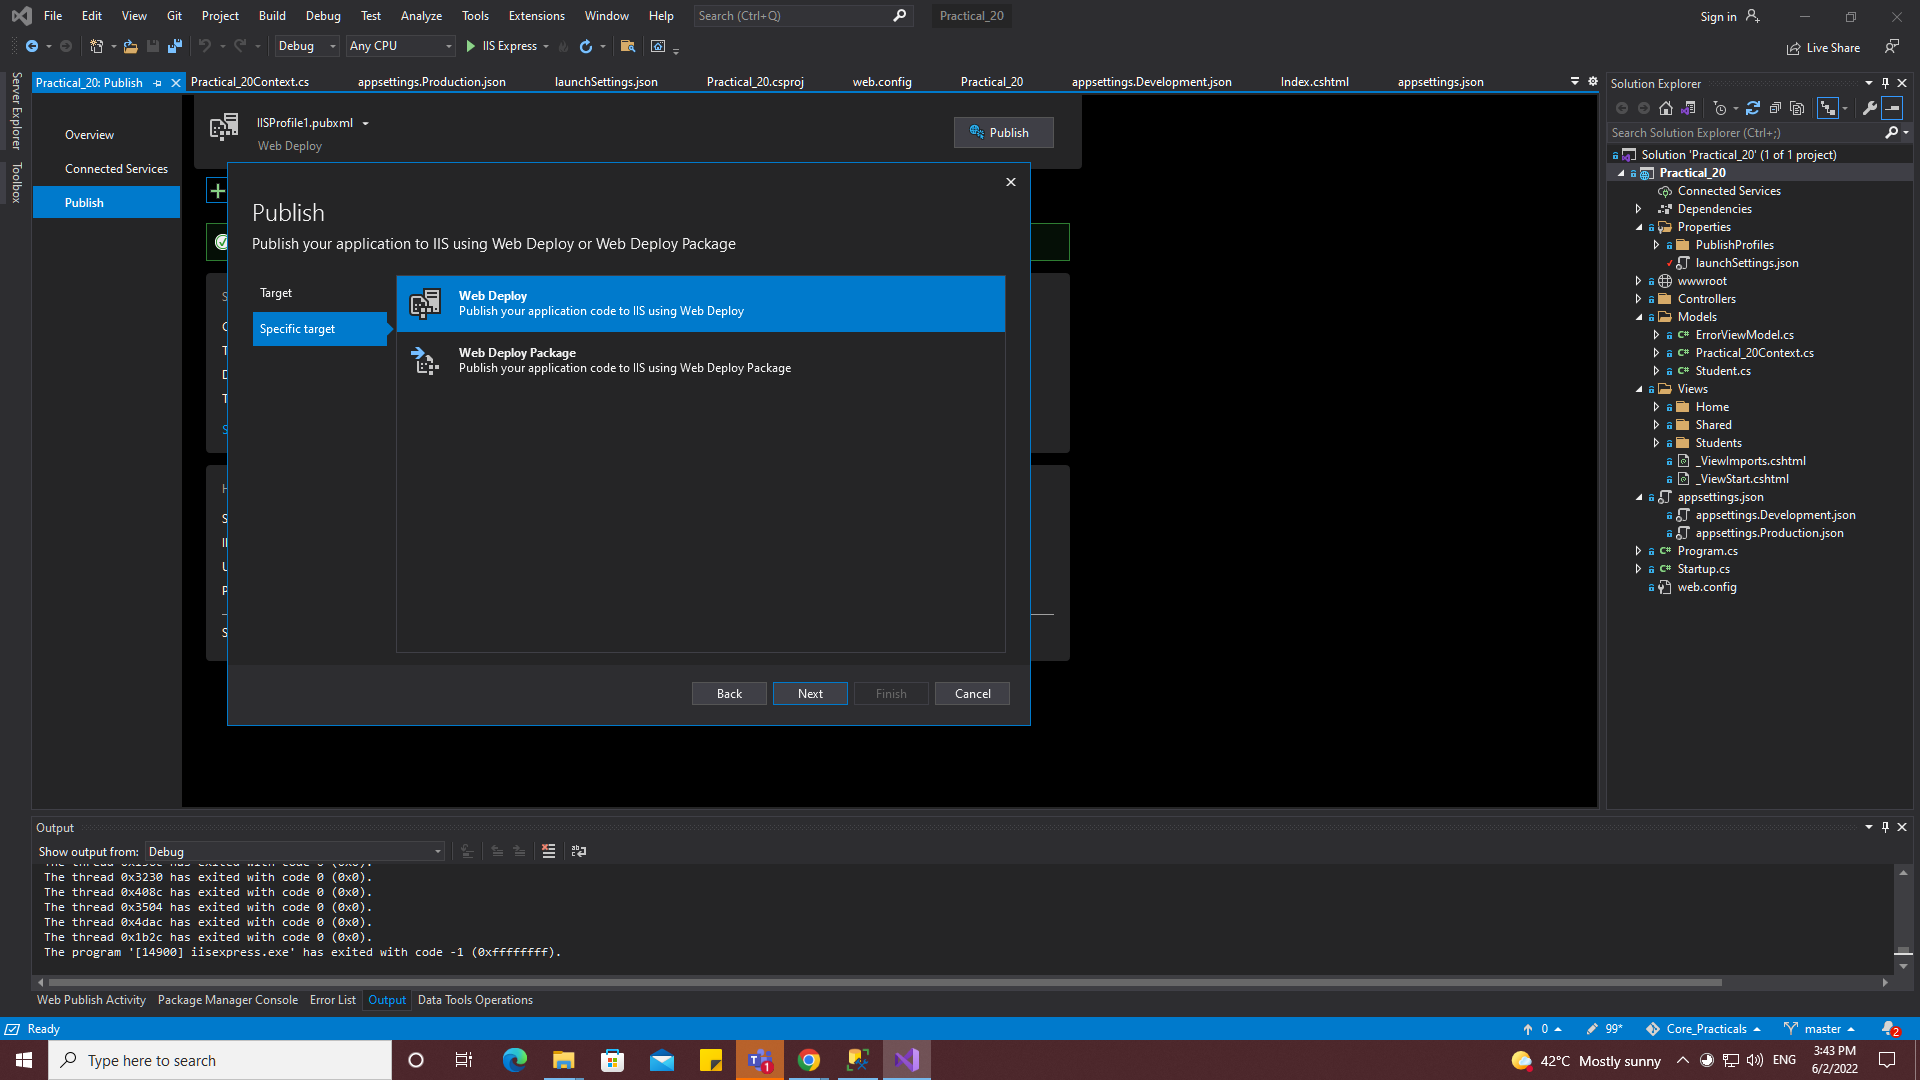 File Edit View Git Project Build Debug Test Analyze Tools Extensions Window Help Search (Ctrl+Q) Practical_20 Sign in
Debug Any CPU IIS Express Live Share
Server Explorer
Toolbox
Practical_20: Publish Practical_20Context.cs appsettings.Production.json launchSettings.json Practical_20.csproj web.config Practical_20 appsettings.Development.json Index.cshtml appsettings.json
Overview
Connected Services
Publish
IISProfile1.pubxml
Web Deploy
Publish
Publish
Publish your application to IIS using Web Deploy or Web Deploy Package
Target
Specific target
Web Deploy
Publish your application code to IIS using Web Deploy
Web Deploy Package
Publish your application code to IIS using Web Deploy Package
Back Next Finish Cancel
Solution Explorer
Search Solution Explorer (Ctrl+;)
Solution 'Practical_20' (1 of 1 project)
Practical_20
Connected Services
Dependencies
Properties
PublishProfiles
launchSettings.json
wwwroot
Controllers
Models
ErrorViewModel.cs
Practical_20Context.cs
Student.cs
Views
Home
Shared
Students
_ViewImports.cshtml
_ViewStart.cshtml
appsettings.json
appsettings.Development.json
appsettings.Production.json
Program.cs
Startup.cs
web.config
Output
Show output from: Debug
The thread 0x3230 has exited with code 0 (0x0).
The thread 0x408c has exited with code 0 (0x0).
The thread 0x3504 has exited with code 0 (0x0).
The thread 0x4dac has exited with code 0 (0x0).
The thread 0x1b2c has exited with code 0 (0x0).
The program '[14900] iisexpress.exe' has exited with code -1 (0xffffffff).
Web Publish Activity Package Manager Console Error List Output Data Tools Operations
Ready 0 99* Core_Practicals master 2
Type here to search 1 42°C Mostly sunny ENG 3:43 PM
6/2/2022